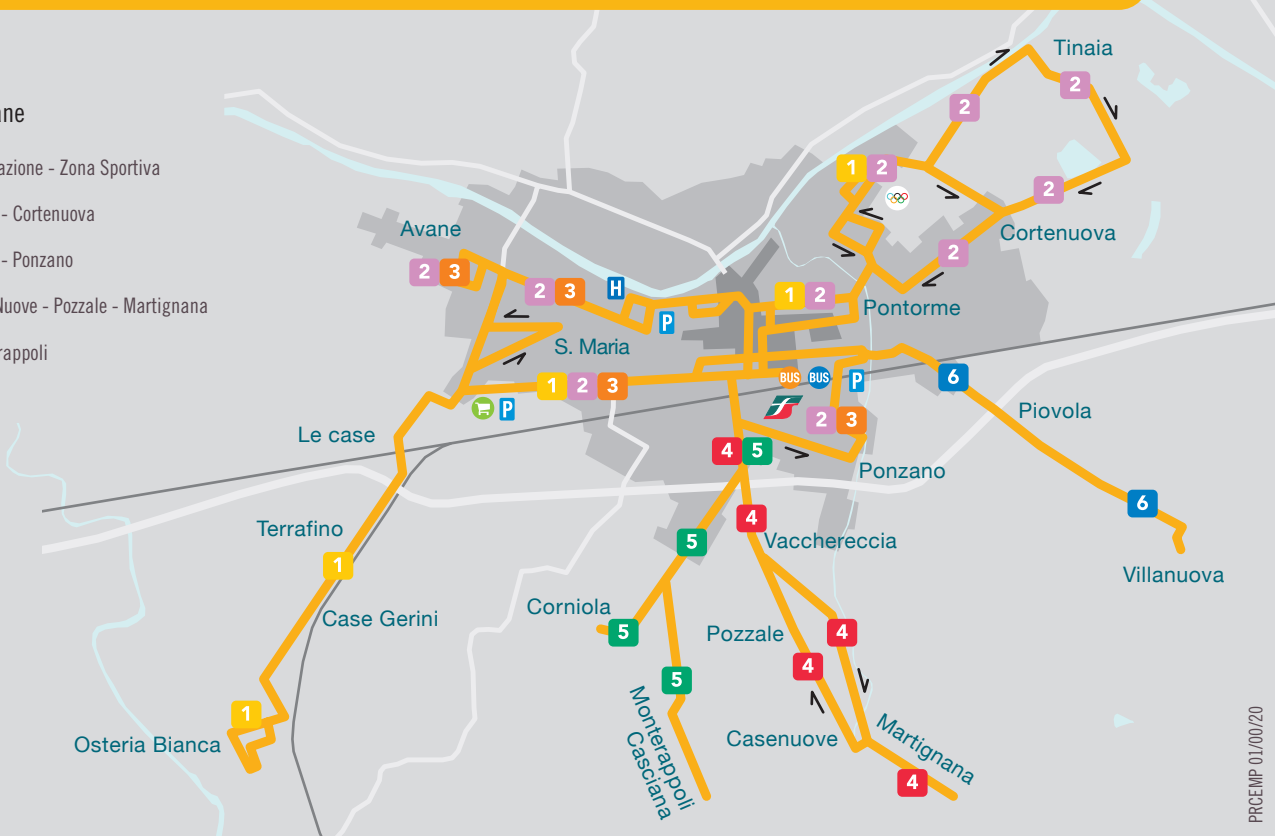 ane
azione - Zona Sportiva
- Cortenuova
- Ponzano
Nuove - Pozzale - Martignana
rappoli
Tinaia
2
2
1 2
2
Cortenuova
Avane
2
2 3
2 3
H
1 2
Pontorme
P
S. Maria
BUS BUS P
6
1 2 3
P
2 3
Piovola
Le case
4 5
Ponzano
6
4
Terrafino
5
Vacchereccia
1
Villanuova
Corniola
Case Gerini
5
Pozzale
4
4
5
1
Osteria Bianca
Monterappoli
Casciana
Casenuove
Martignana
4
PRCEMP 01/00/20